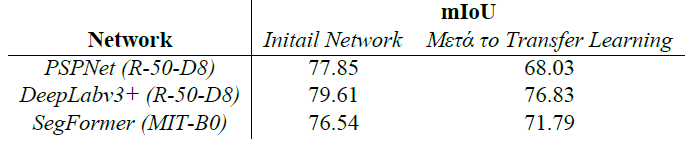 mIoU
Network Initail Network Μετά το Transfer Learning
PSPNet (R-50-D8) 77.85 68.03
DeepLabv3+ (R-50-D8) 79.61 76.83
SegFormer (MIT-B0) 76.54 71.79